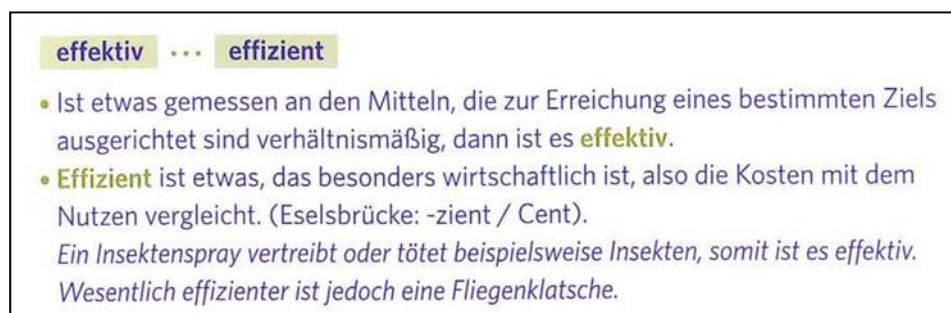 effektiv ... effizient
• Ist etwas gemessen an den Mitteln, die zur Erreichung eines bestimmten Ziels
ausgerichtet sind verhältnismäßig, dann ist es effektiv.
• Effizient ist etwas, das besonders wirtschaftlich ist, also die Kosten mit dem
Nutzen vergleicht. (Eselsbrücke: -zient / Cent).
Ein Insektenspray vertreibt oder tötet beispielsweise Insekten, somit ist es effektiv.
Wesentlich effizienter ist jedoch eine Fliegenklatsche.